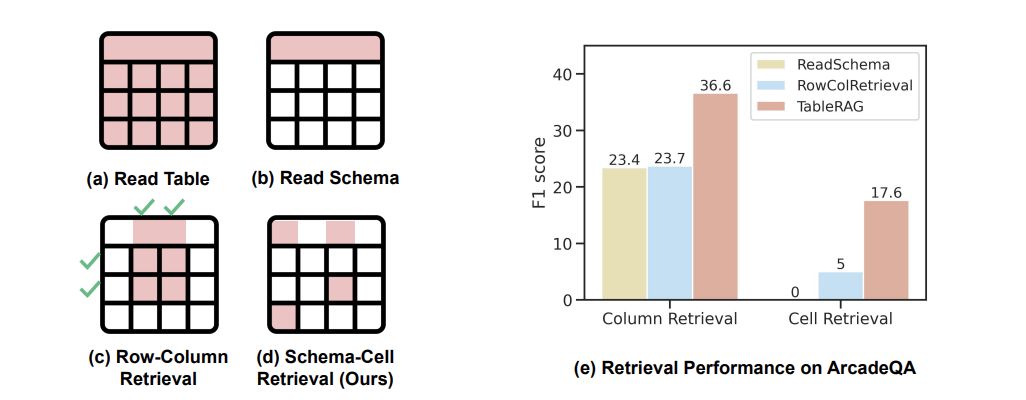 (a) Read Table
(b) Read Schema
(c) Row-Column
Retrieval
(d) Schema-Cell
Retrieval (Ours)
F1 score
40
30
20
10
0
ReadSchema
RowColRetrieval
TableRAG
23.4
23.7
36.6
0
5
17.6
Column Retrieval
Cell Retrieval
(e) Retrieval Performance on ArcadeQA